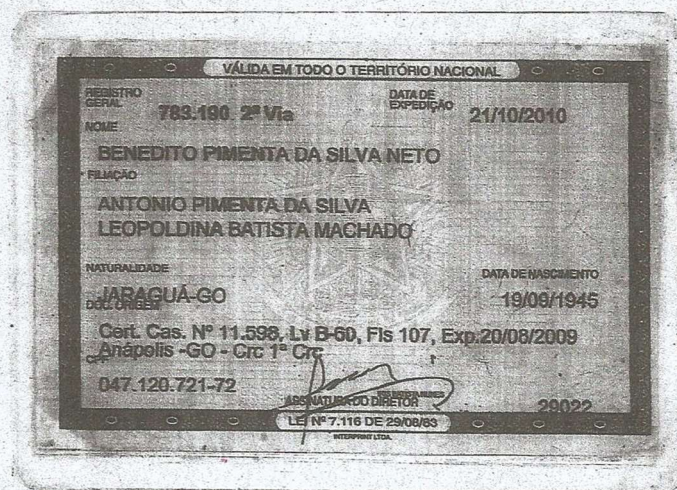 VÁLIDA EM TODO O TERRITÓRIO NACIONAL
REGISTRO GERAL 783.190 2ª Via DATA DE EXPEDIÇÃO 21/10/2010
NOME
BENEDITO PIMENTA DA SILVA NETO
FILIAÇÃO
ANTONIO PIMENTA DA SILVA
LEOPOLDINA BATISTA MACHADO
NATURALIDADE DATA DE NASCIMENTO
JARAGUÁ-GO 19/09/1945
DOC. ORIGEM
Cert. Cas. Nº 11.598, Lv B-60, Fls 107, Exp.20/08/2009
Anápolis -GO - Crc 1ª Crc
CPF
047.120.721-72
ASSINATURA DO DIRETOR 29022
LEI Nº 7.116 DE 29/08/83
INTERPRINT LTDA.